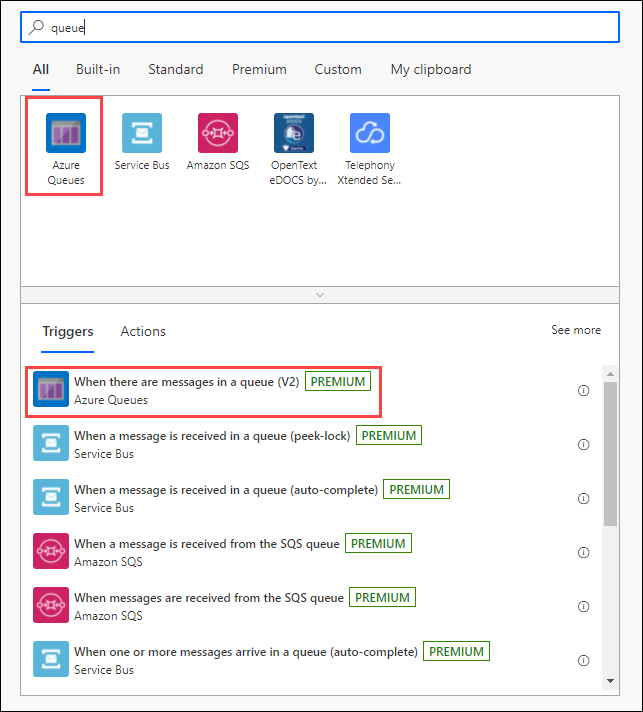 queue
All Built-in Standard Premium Custom My clipboard
Azure Queues
Service Bus
Amazon SQS
OpenText eDOCS by...
Telephony Xtended Se...
Triggers Actions See more
When there are messages in a queue (V2) PREMIUM
Azure Queues
When a message is received in a queue (peek-lock) PREMIUM
Service Bus
When a message is received in a queue (auto-complete) PREMIUM
Service Bus
When a message is received from the SQS queue PREMIUM
Amazon SQS
When messages are received from the SQS queue PREMIUM
Amazon SQS
When one or more messages arrive in a queue (auto-complete) PREMIUM
Service Bus